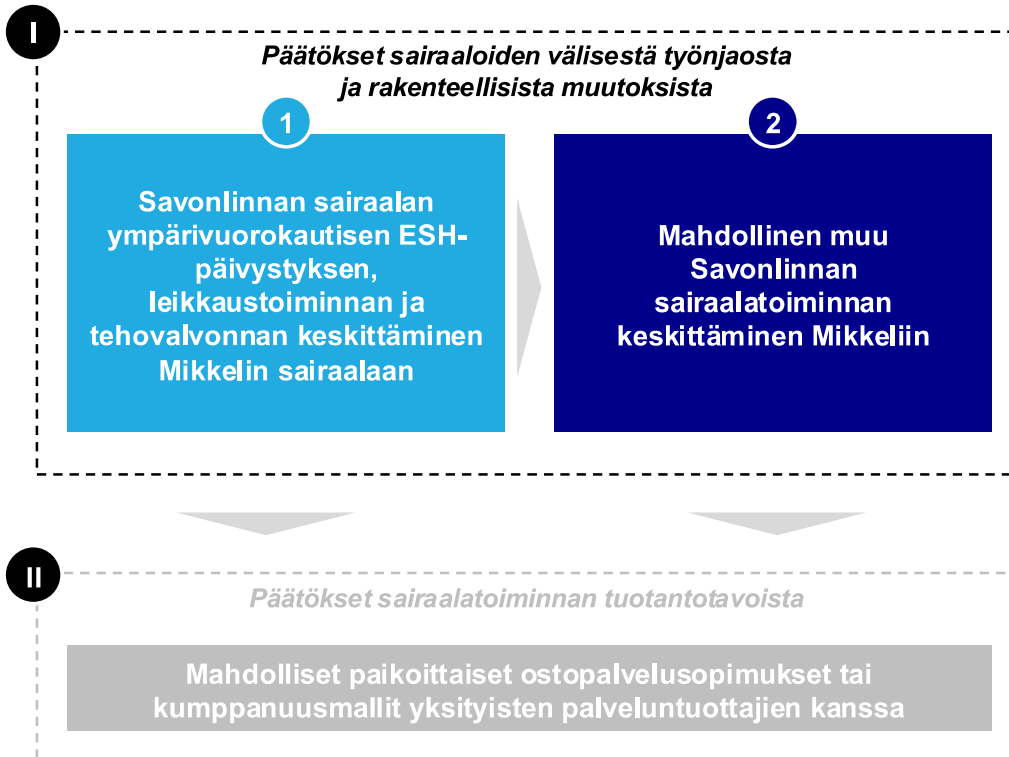 I
Päätökset sairaaloiden välisestä työnjaosta
ja rakenteellisista muutoksista
1
Savonlinnan sairaalan
ympärivuorokautisen ESH-
päivystyksen,
leikkaustoiminnan ja
tehovalvonnan keskittäminen
Mikkelin sairaalaan
2
Mahdollinen muu
Savonlinnan
sairaalatoiminnan
keskittäminen Mikkeliin
II
Päätökset sairaalatoiminnan tuotantotavoista
Mahdolliset paikoittaiset ostopalvelusopimukset tai
kumppanuusmallit yksityisten palveluntuottajien kanssa